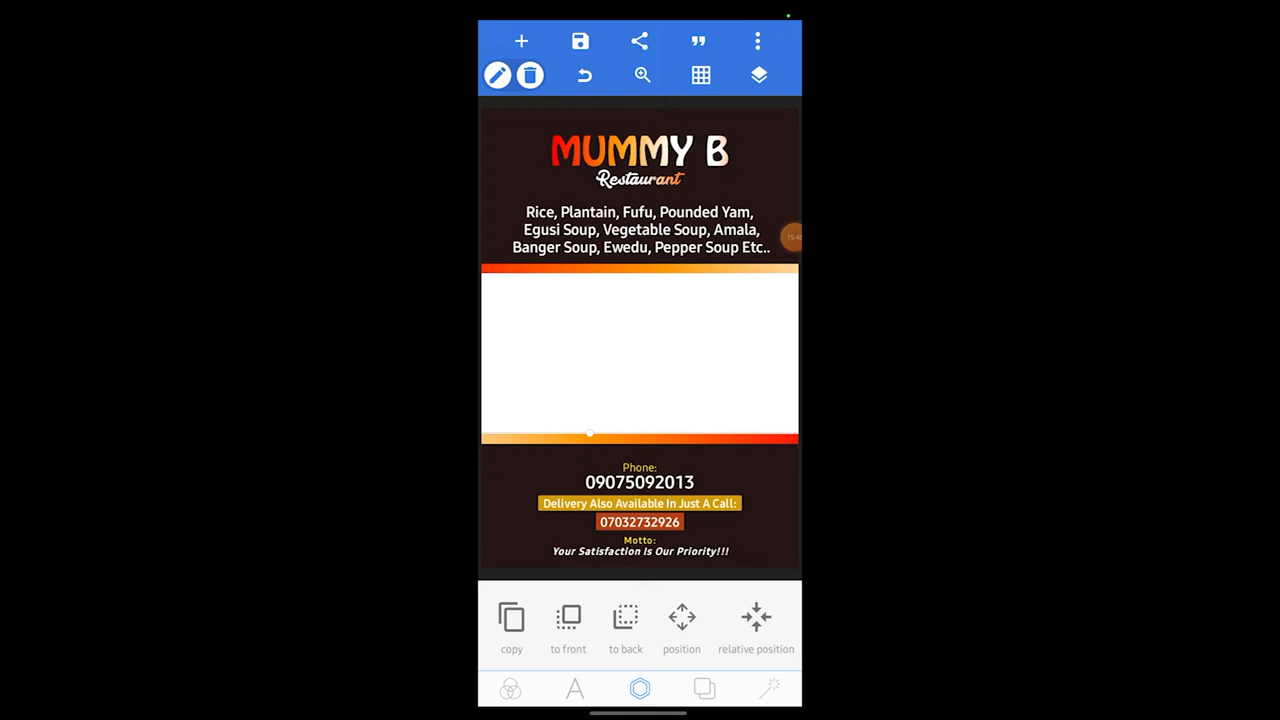 MUMMY B
Restaurant
Rice, Plantain, Fufu, Pounded Yam,
Egusi Soup, Vegetable Soup, Amala,
Banger Soup, Ewedu, Pepper Soup Etc..
15:46
Phone:
09075092013
Delivery Also Available In Just A Call:
07032732926
Motto:
Your Satisfaction Is Our Priority!!!
copy
to front
to back
position
relative position